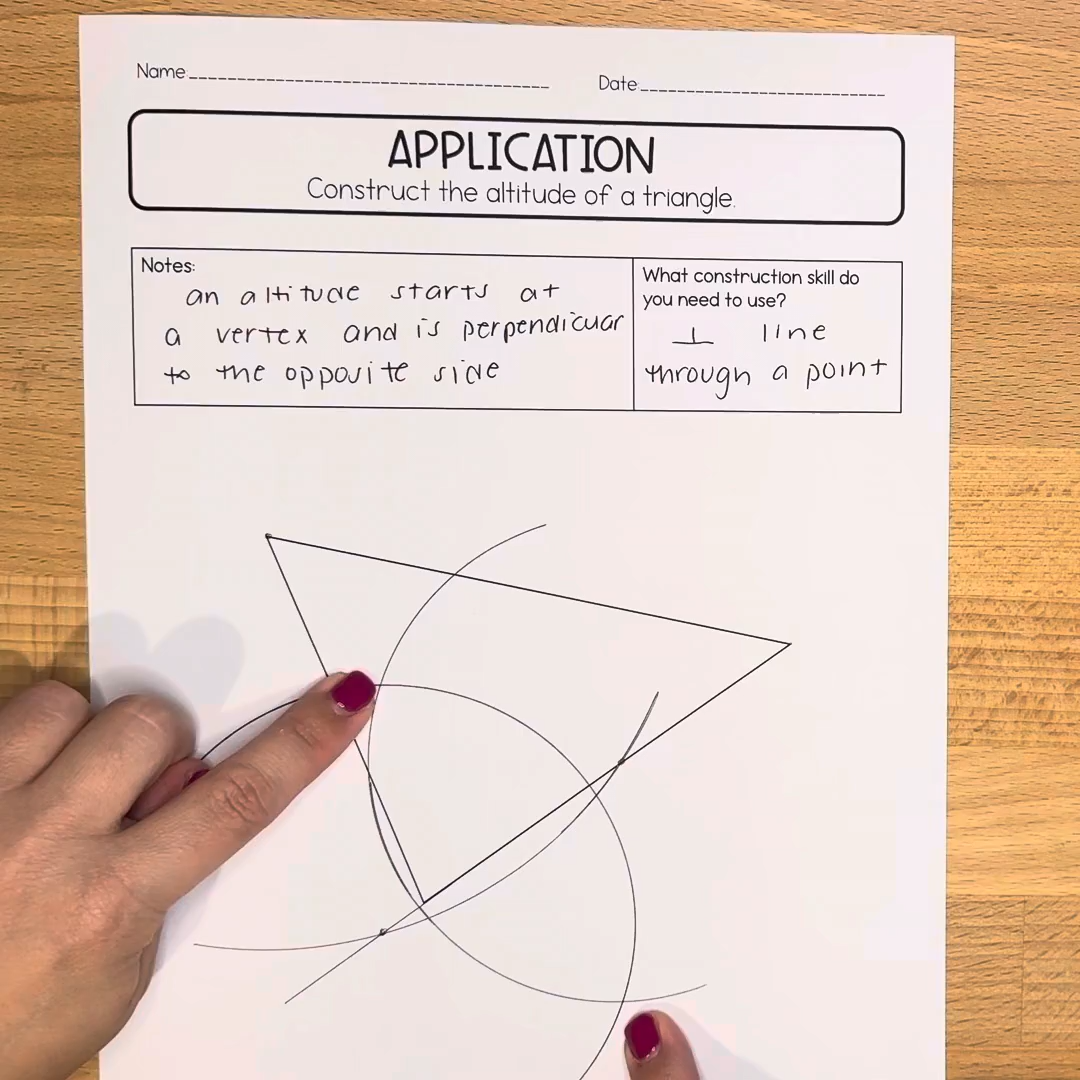 Name
Date
APPLICATION
Construct the altitude of a triangle.
Notes:
an altitude starts at
a vertex and is perpendicular
to the opposite side
What construction skill do
you need to use?
⊥ line
through a point